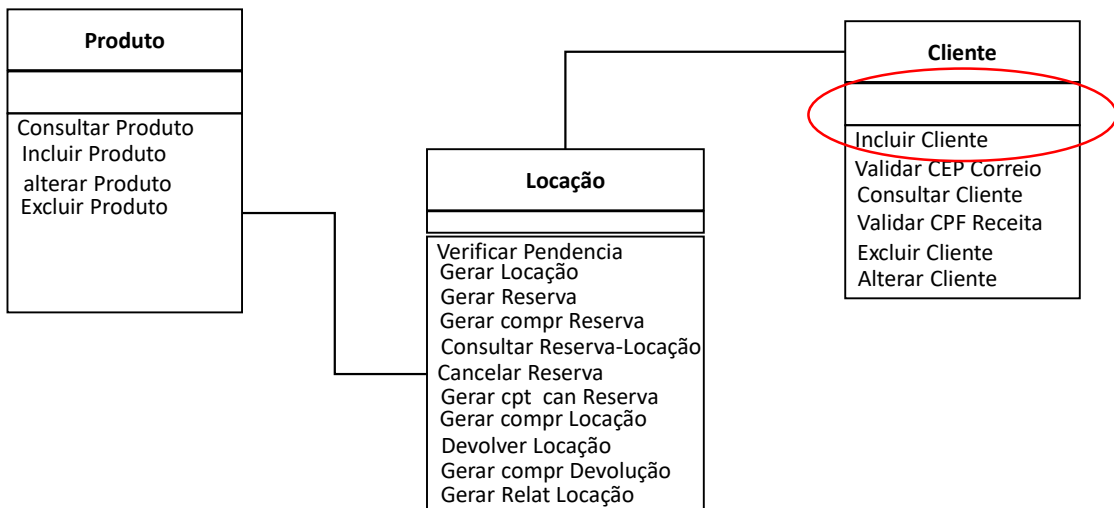 Produto
Consultar Produto
Incluir Produto
alterar Produto
Excluir Produto
Locação
Verificar Pendencia
Gerar Locação
Gerar Reserva
Gerar compr Reserva
Consultar Reserva-Locação
Cancelar Reserva
Gerar cpt can Reserva
Gerar compr Locação
Devolver Locação
Gerar compr Devolução
Gerar Relat Locação
Cliente
Incluir Cliente
Validar CEP Correio
Consultar Cliente
Validar CPF Receita
Excluir Cliente
Alterar Cliente